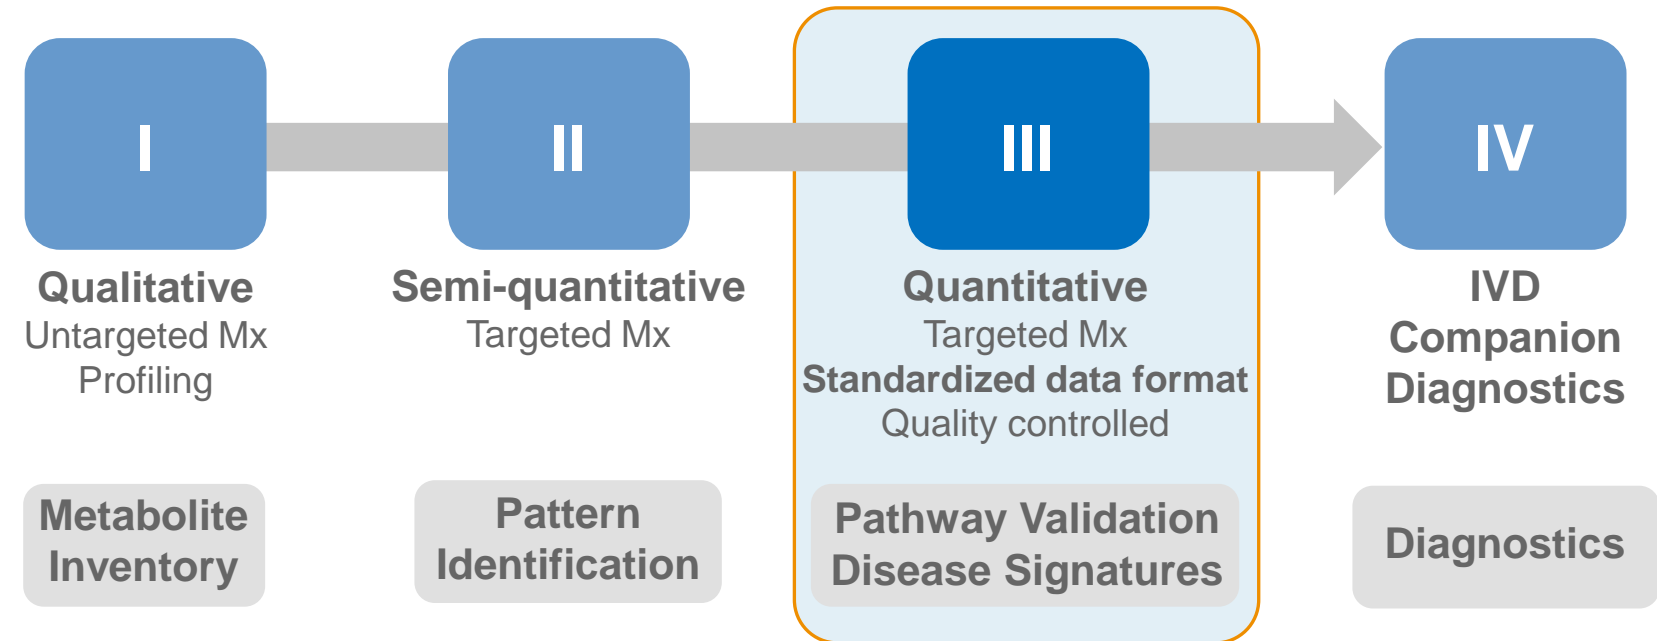 I
II
III
IV
Qualitative
Untargeted Mx
Profiling
Semi-quantitative
Targeted Mx
Quantitative
Targeted Mx
Standardized data format
Quality controlled
IVD
Companion
Diagnostics
Metabolite
Inventory
Pattern
Identification
Pathway Validation
Disease Signatures
Diagnostics